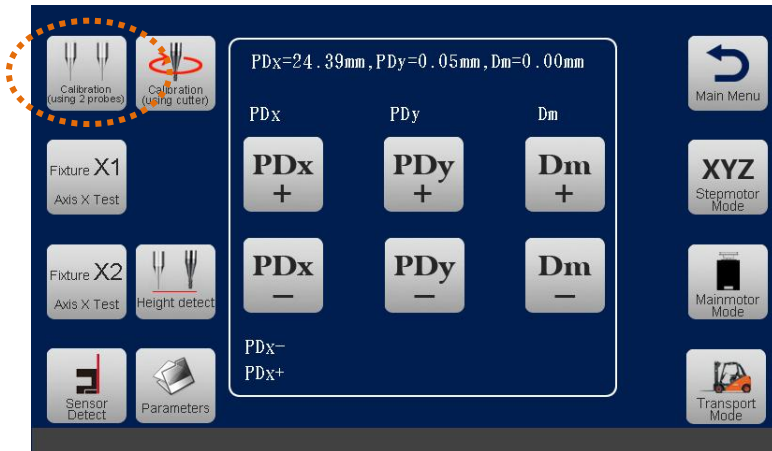 Calibration
(using 2 probes)
Calibration
(using cutter)
Fixture X1
Axis X Test
Fixture X2
Axis X Test
Height detect
Sensor
Detect
Parameters
PDx=24.39mm,PDy=0.05mm,Dm=0.00mm
PDx PDy Dm
PDx
+
PDy
+
Dm
+
PDx
−
PDy
−
Dm
−
PDx−
PDx+
Main Menu
XYZ
Stepmotor
Mode
Mainmotor
Mode
Transport
Mode